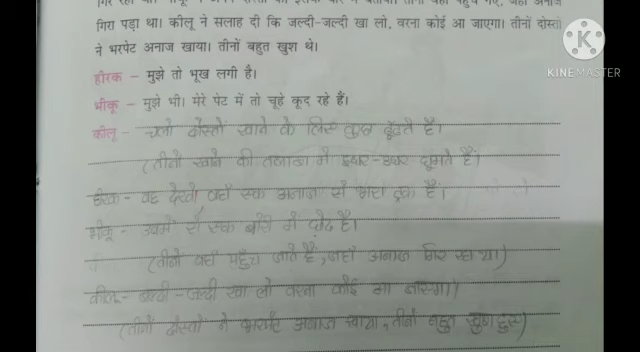 गिरा पड़ा था। कीलू ने सलाह दी कि जल्दी-जल्दी खा लो, वरना कोई आ जाएगा। तीनों दोस्तों
ने भरपेट अनाज खाया। तीनों बहुत खुश थे।
हीरक – मुझे तो भूख लगी है।
भीकू – मुझे भी। मेरे पेट में तो चूहे कूद रहे हैं।
कीलू – चलो दोस्तों खाने के लिए कुछ ढूँढते हैं।
(तीनों खाने की तलाश में इधर-उधर घूमते हैं)
हीरक – वह देखो वहाँ एक अनाज से भरा ट्रक है।
भीकू – उसमें से एक बोरी में छेद है।
(तीनों वहाँ पहुँच जाते हैं, जहाँ अनाज गिर रहा था)
कीलू – जल्दी-जल्दी खा लो वरना कोई आ जाएगा।
(तीनों दोस्तों ने भरपेट अनाज खाया, तीनों बहुत खुश हुए)
KINEMASTER